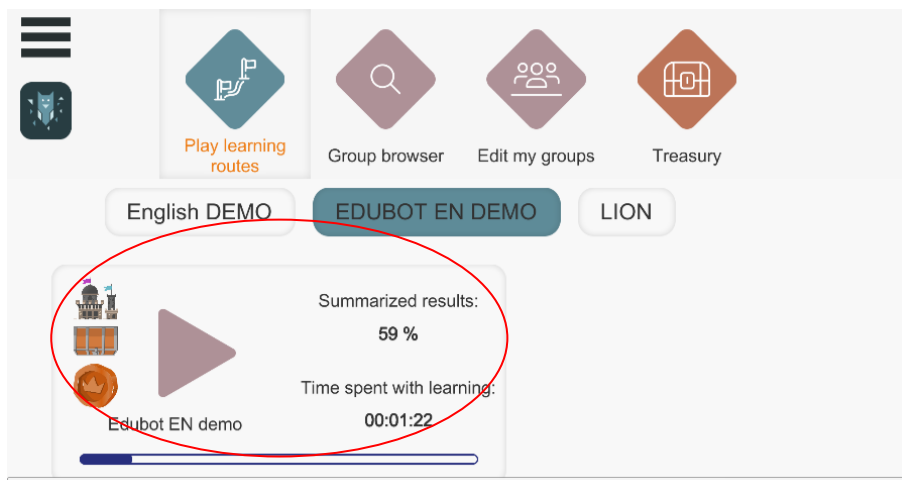 Play learning
routes
Group browser
Edit my groups
Treasury
English DEMO
EDUBOT EN DEMO
LION
Summarized results:
59 %
Time spent with learning:
00:01:22
Edubot EN demo